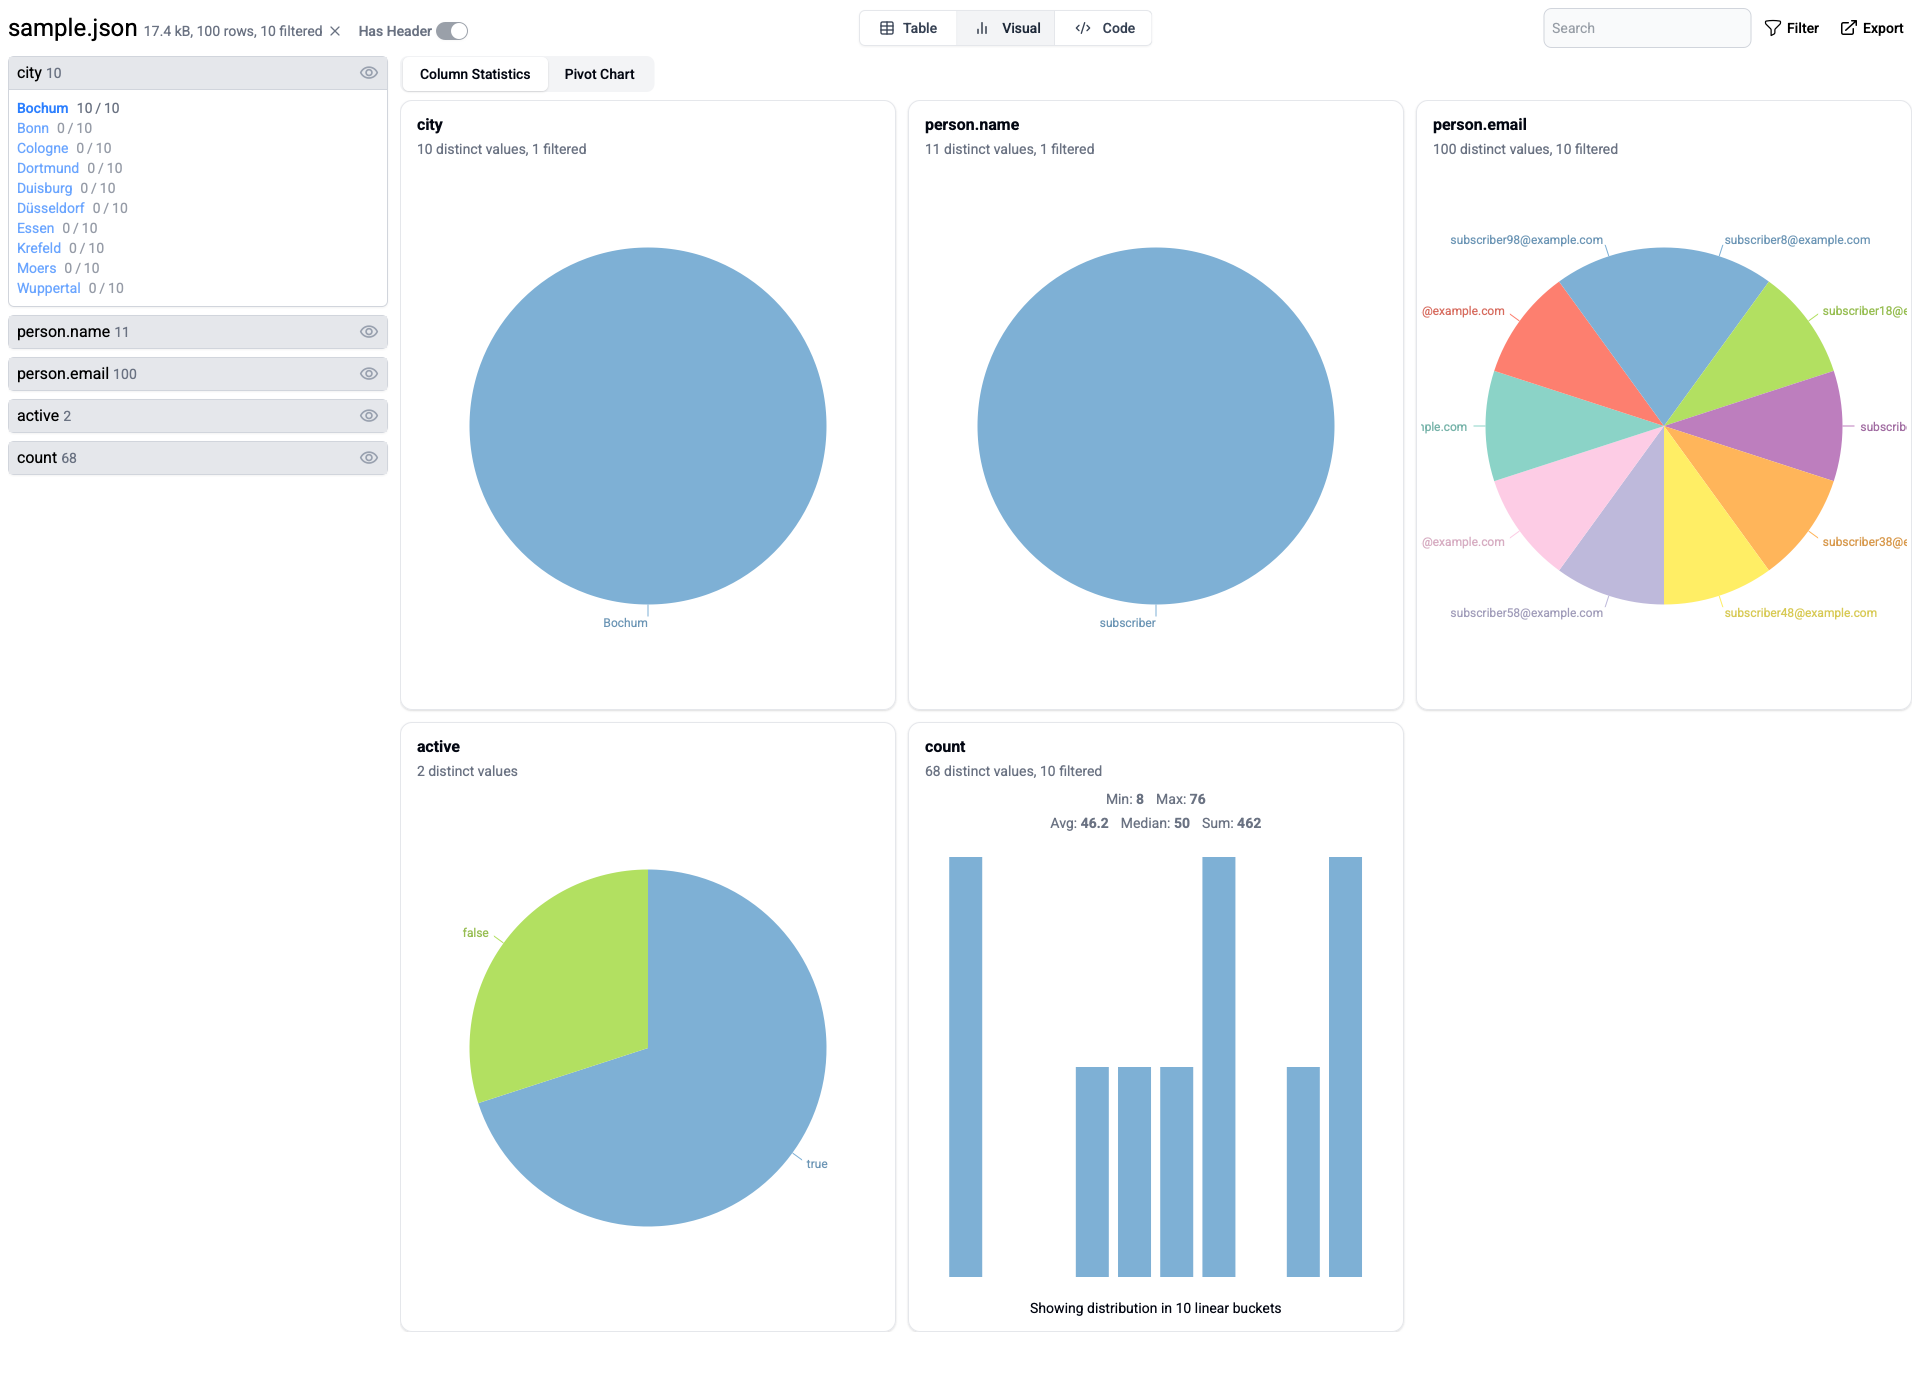 sample.json 17.4 kB, 100 rows, 10 filtered Has Header
Table Visual Code
Search Filter Export
city 10
Bochum 10 / 10
Bonn 0 / 10
Cologne 0 / 10
Dortmund 0 / 10
Duisburg 0 / 10
Düsseldorf 0 / 10
Essen 0 / 10
Krefeld 0 / 10
Moers 0 / 10
Wuppertal 0 / 10
person.name 11
person.email 100
active 2
count 68
Column Statistics Pivot Chart
city
10 distinct values, 1 filtered
Bochum
person.name
11 distinct values, 1 filtered
subscriber
person.email
100 distinct values, 10 filtered
subscriber98@example.com subscriber8@example.com
@example.com subscriber18@e
mple.com subscrib
@example.com subscriber38@e
subscriber58@example.com subscriber48@example.com
active
2 distinct values
false
true
count
68 distinct values, 10 filtered
Min: 8 Max: 76
Avg: 46.2 Median: 50 Sum: 462
Showing distribution in 10 linear buckets